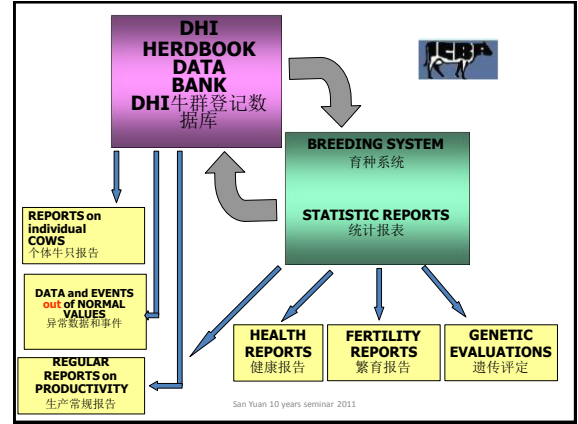 DHI
HERDBOOK
DATA
BANK
DHI牛群登记数
据库
ICBA
BREEDING SYSTEM
育种系统
STATISTIC REPORTS
统计报表
REPORTS on
individual
COWS
个体牛只报告
DATA and EVENTS
out of NORMAL
VALUES
异常数据和事件
REGULAR
REPORTS on
PRODUCTIVITY
生产常规报告
HEALTH
REPORTS
健康报告
FERTILITY
REPORTS
繁育报告
GENETIC
EVALUATIONS
遗传评定
San Yuan 10 years seminar 2011